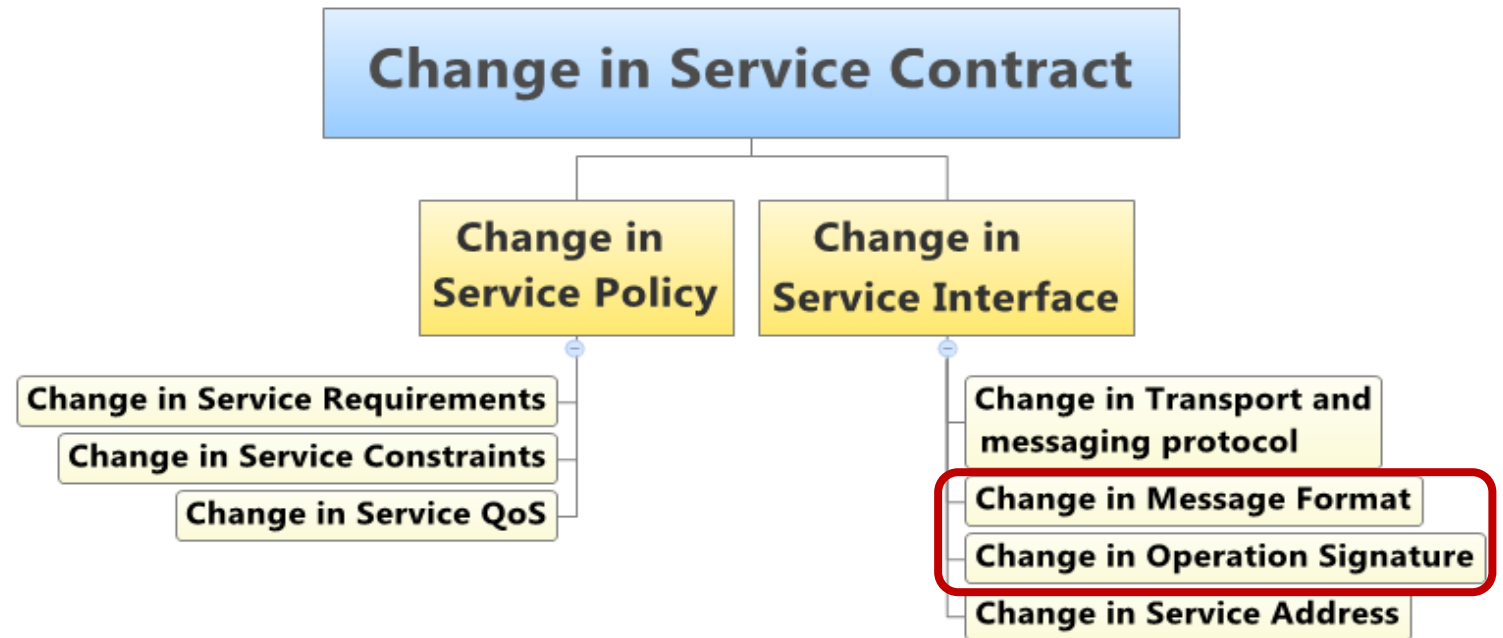 Change in Service Contract
Change in
Service Policy
Change in
Service Interface
Change in Service Requirements
Change in Service Constraints
Change in Service QoS
Change in Transport and
messaging protocol
Change in Message Format
Change in Operation Signature
Change in Service Address